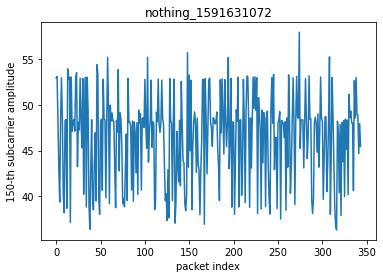 nothing_1591631072
150-th subcarrier amplitude
55
50
45
40
0 50 100 150 200 250 300 350
packet index